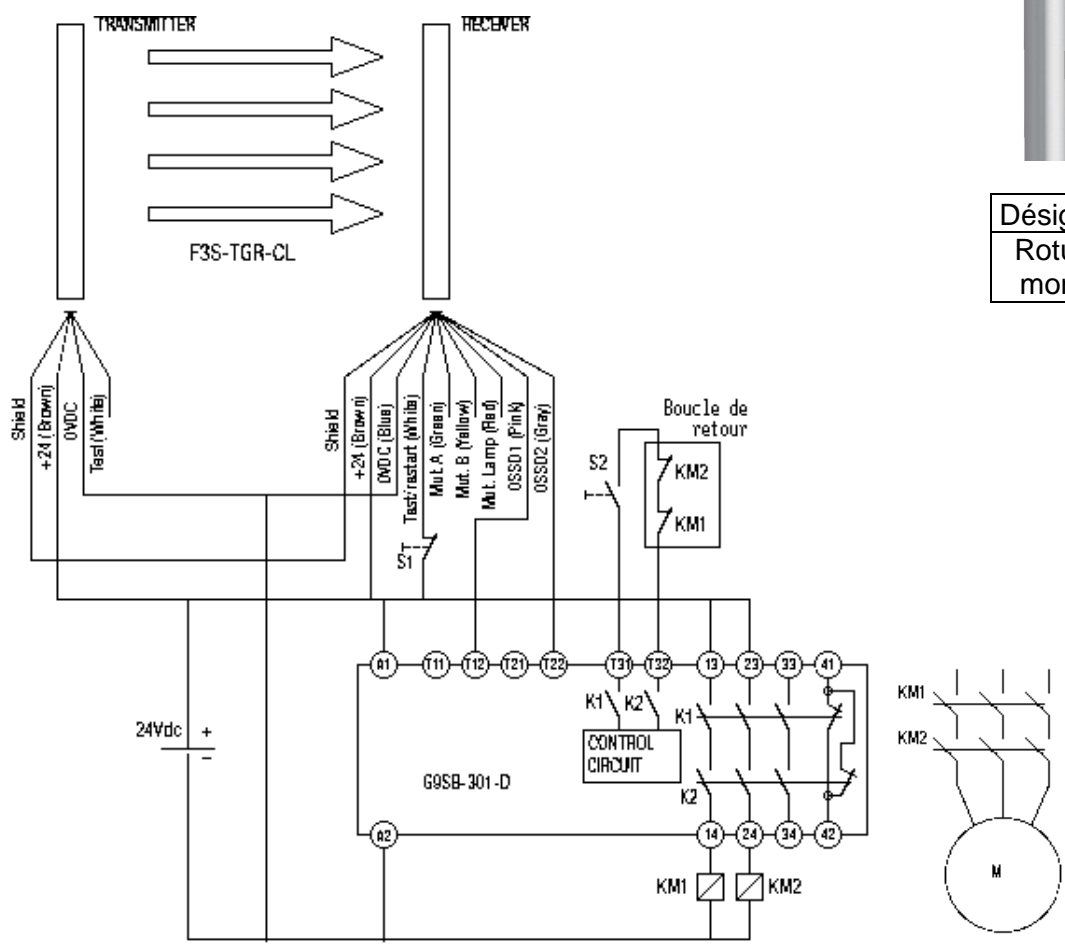 TRANSMITTER
RECEIVER
F3S-TGR-CL
Désig
Rotu
mor
Shield
+24 (Brown)
0VDC
Test (White)
Shield
+24 (Brown)
0VDC (Blue)
Test/restart (White)
Mut. A (Green)
Mut. B (Yellow)
Mut. Lamp (Red)
OSSD1 (Pink)
OSSD2 (Gray)
Boucle de
retour
S2
KM2
KM1
S1
A1
T11
T12
T21
T22
T31
T32
13
23
33
41
K1
K2
K1
CONTROL
CIRCUIT
24Vdc
+
-
G9SB-301-D
K2
A2
14
24
34
42
KM1
KM2
KM1
KM2
M